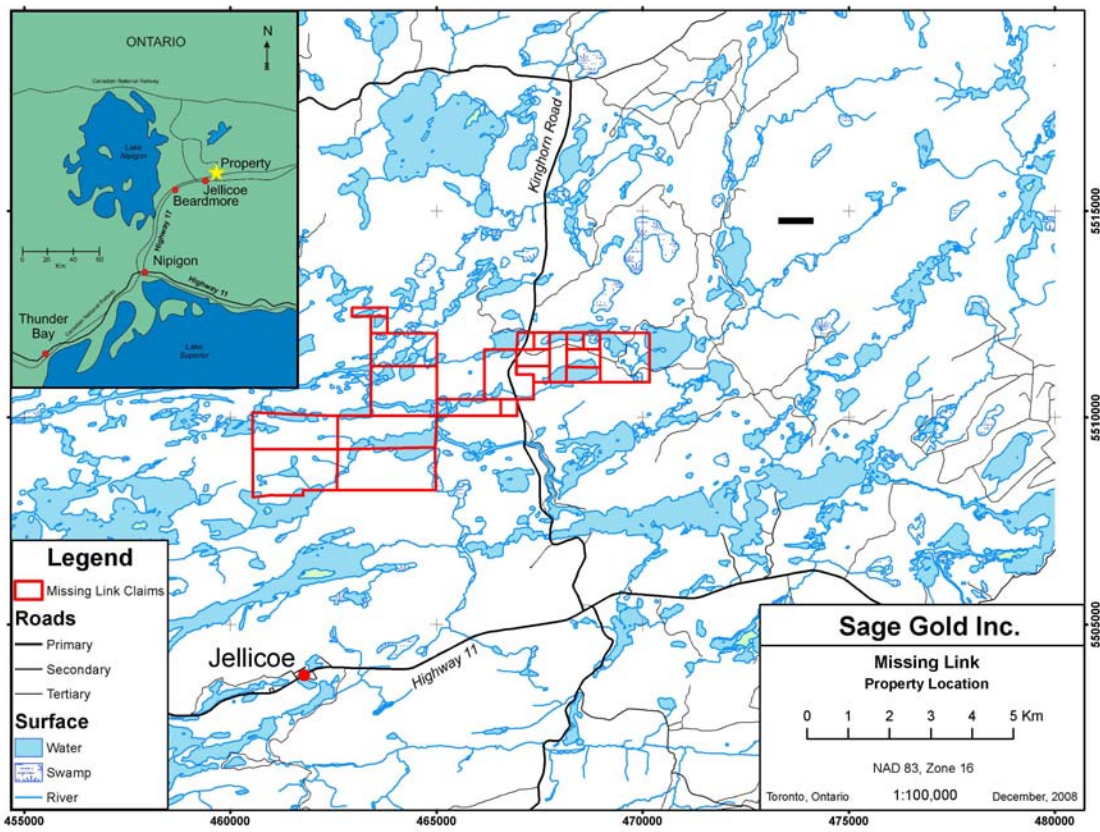 ONTARIO
N
Canadian National Railway
Lake
Nipigon
Property
Jellicoe
Beardmore
Highway 17
0 20 40 60
Km
Nipigon
Highway 11
Canadian National Railway
Thunder
Bay
Lake
Superior
Kinghorn Road
5515000
5510000
5505000
Legend
Missing Link Claims
Roads
Primary
Secondary
Tertiary
Surface
Water
Swamp
River
Jellicoe
Highway 11
Sage Gold Inc.
Missing Link
Property Location
0 1 2 3 4 5 Km
NAD 83, Zone 16
Toronto, Ontario 1:100,000 December, 2008
455000 460000 465000 470000 475000 480000